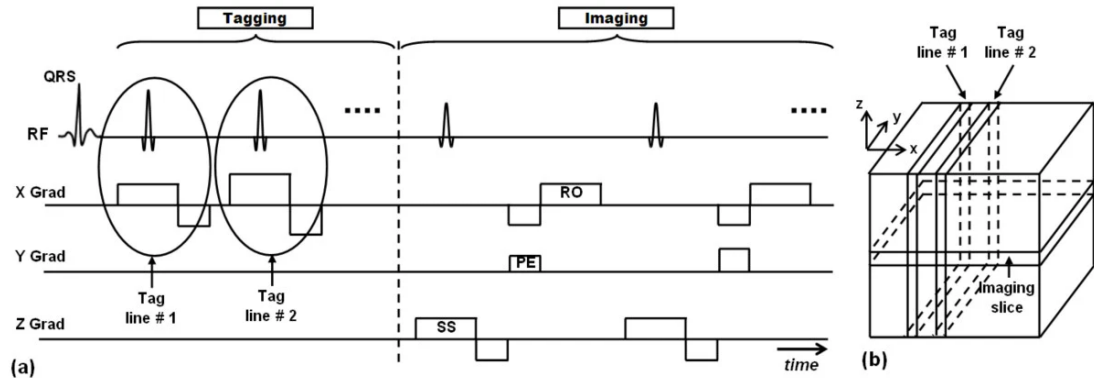 Tagging
Imaging
QRS
RF
X Grad
RO
Y Grad
PE
Tag
line # 1
Tag
line # 2
Z Grad
SS
time
(a)
Tag
line # 1
Tag
line # 2
z
y
x
Imaging
slice
(b)